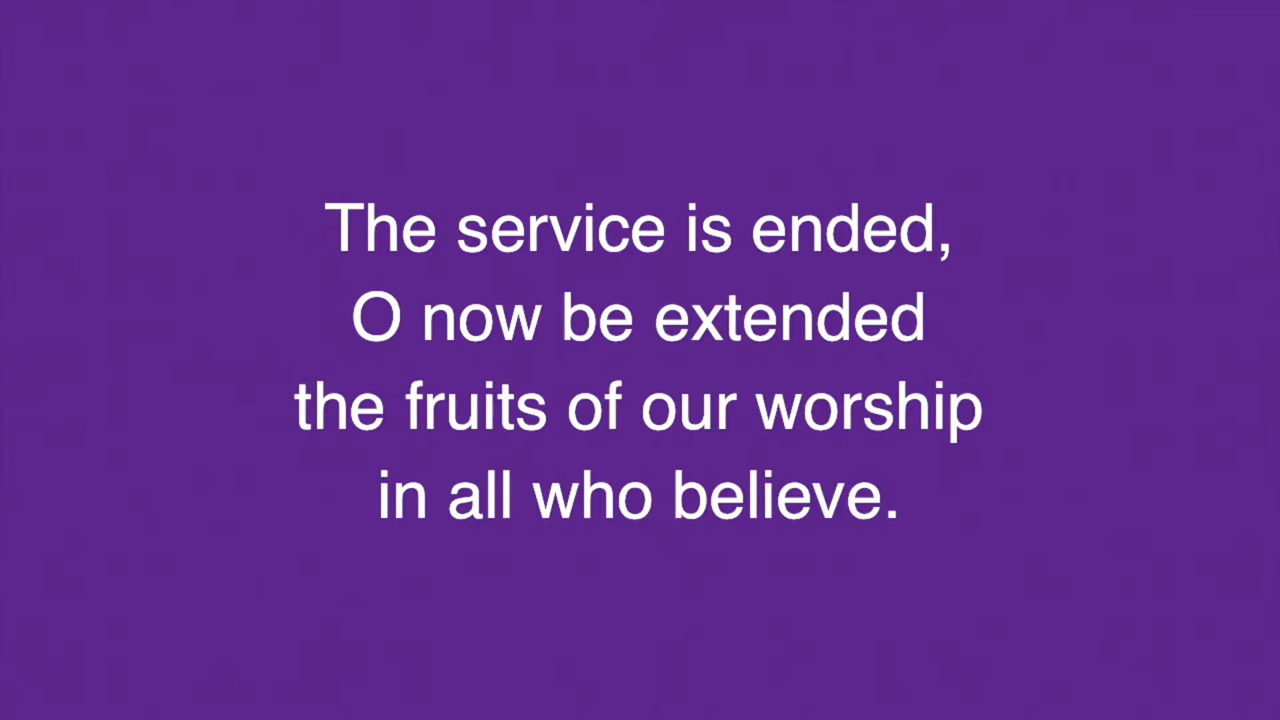 The service is ended,
O now be extended
the fruits of our worship
in all who believe.